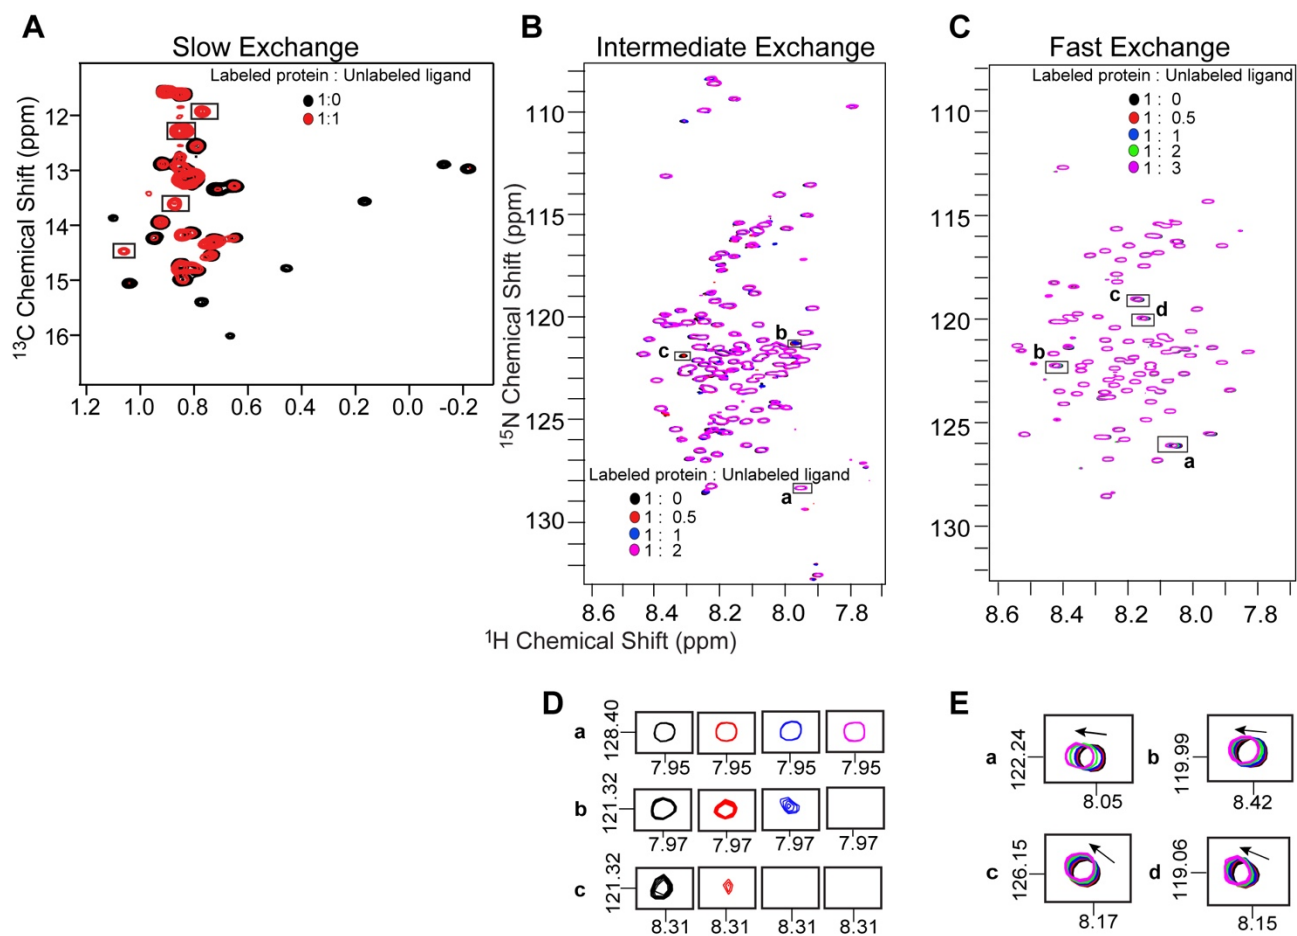 A
Slow Exchange
Labeled protein : Unlabeled ligand
1:0
1:1
13C Chemical Shift (ppm)
12
13
14
15
16
1.2 1.0 0.8 0.6 0.4 0.2 0.0 -0.2
B
Intermediate Exchange
15N Chemical Shift (ppm)
110
115
120
125
130
b
c
a
Labeled protein : Unlabeled ligand
1 : 0
1 : 0.5
1 : 1
1 : 2
8.6 8.4 8.2 8.0 7.8
1H Chemical Shift (ppm)
C
Fast Exchange
Labeled protein : Unlabeled ligand
1 : 0
1 : 0.5
1 : 1
1 : 2
1 : 3
110
115
120
125
130
c
d
b
a
8.6 8.4 8.2 8.0 7.8
D
a
128.40
7.95 7.95 7.95 7.95
b
121.32
7.97 7.97 7.97 7.97
c
121.32
8.31 8.31 8.31 8.31
E
a
122.24
8.05
b
119.99
8.42
c
126.15
8.17
d
119.06
8.15